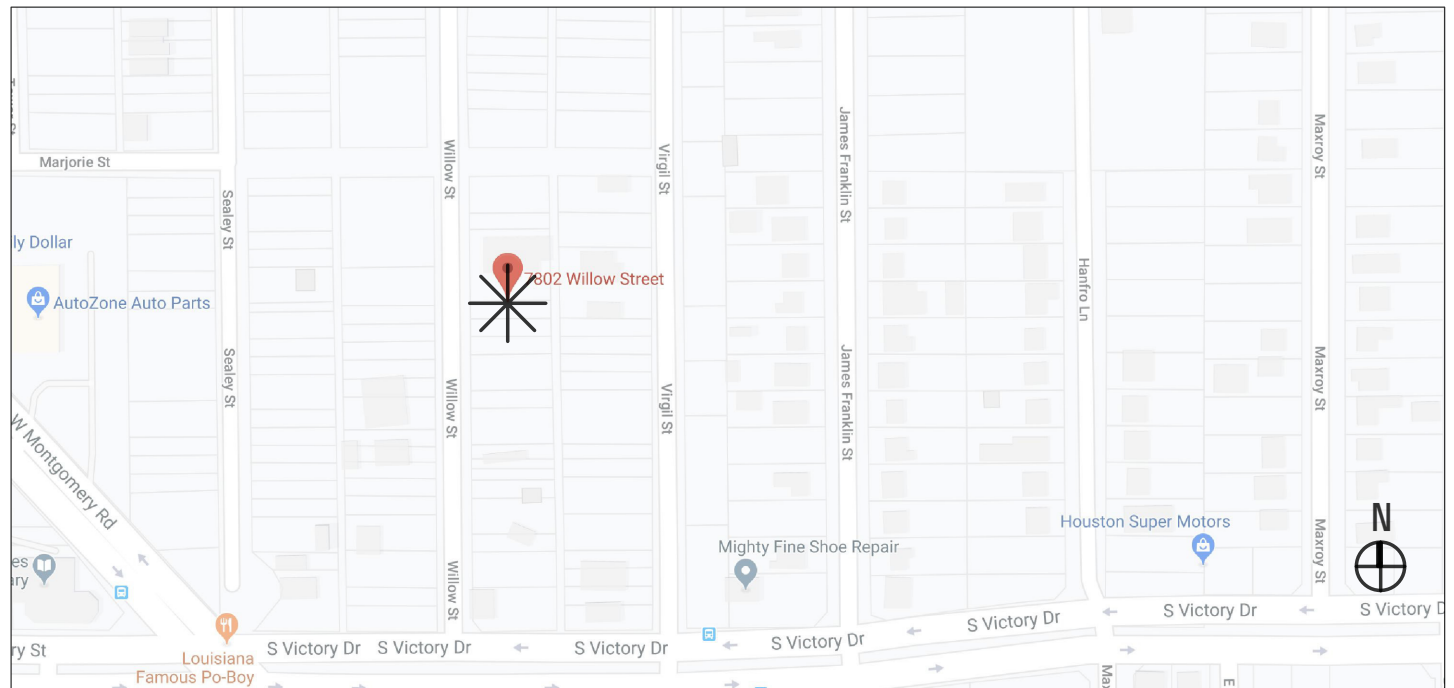 Marjorie St
Sealey St
Willow St
Virgil St
James Franklin St
Maxroy St
ly Dollar
AutoZone Auto Parts
7802 Willow Street
Hanfro Ln
Sealey St
Willow St
Virgil St
James Franklin St
Maxroy St
W Montgomery Rd
N
Houston Super Motors
Mighty Fine Shoe Repair
Maxroy St
es
ary
Willow St
S Victory Dr
S Victory Dr
S Victory Dr
S Victory Dr
S Victory Dr
S Victory Dr
S Victory D
ry St
Louisiana
Famous Po-Boy
Max
E